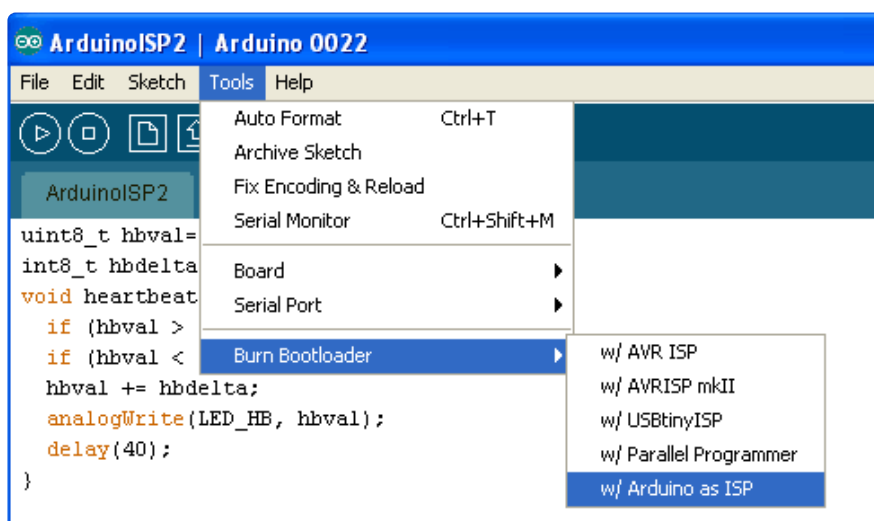 ArduinoISP2 | Arduino 0022
File Edit Sketch Tools Help
Auto Format Ctrl+T
Archive Sketch
Fix Encoding & Reload
Serial Monitor Ctrl+Shift+M
Board
Serial Port
Burn Bootloader
w/ AVR ISP
w/ AVRISP mkII
w/ USBtinyISP
w/ Parallel Programmer
w/ Arduino as ISP
ArduinoISP2
uint8_t hbval=
int8_t hbdelta
void heartbeat
if (hbval >
if (hbval <
hbval += hbdelta;
analogWrite(LED_HB, hbval);
delay(40);
}